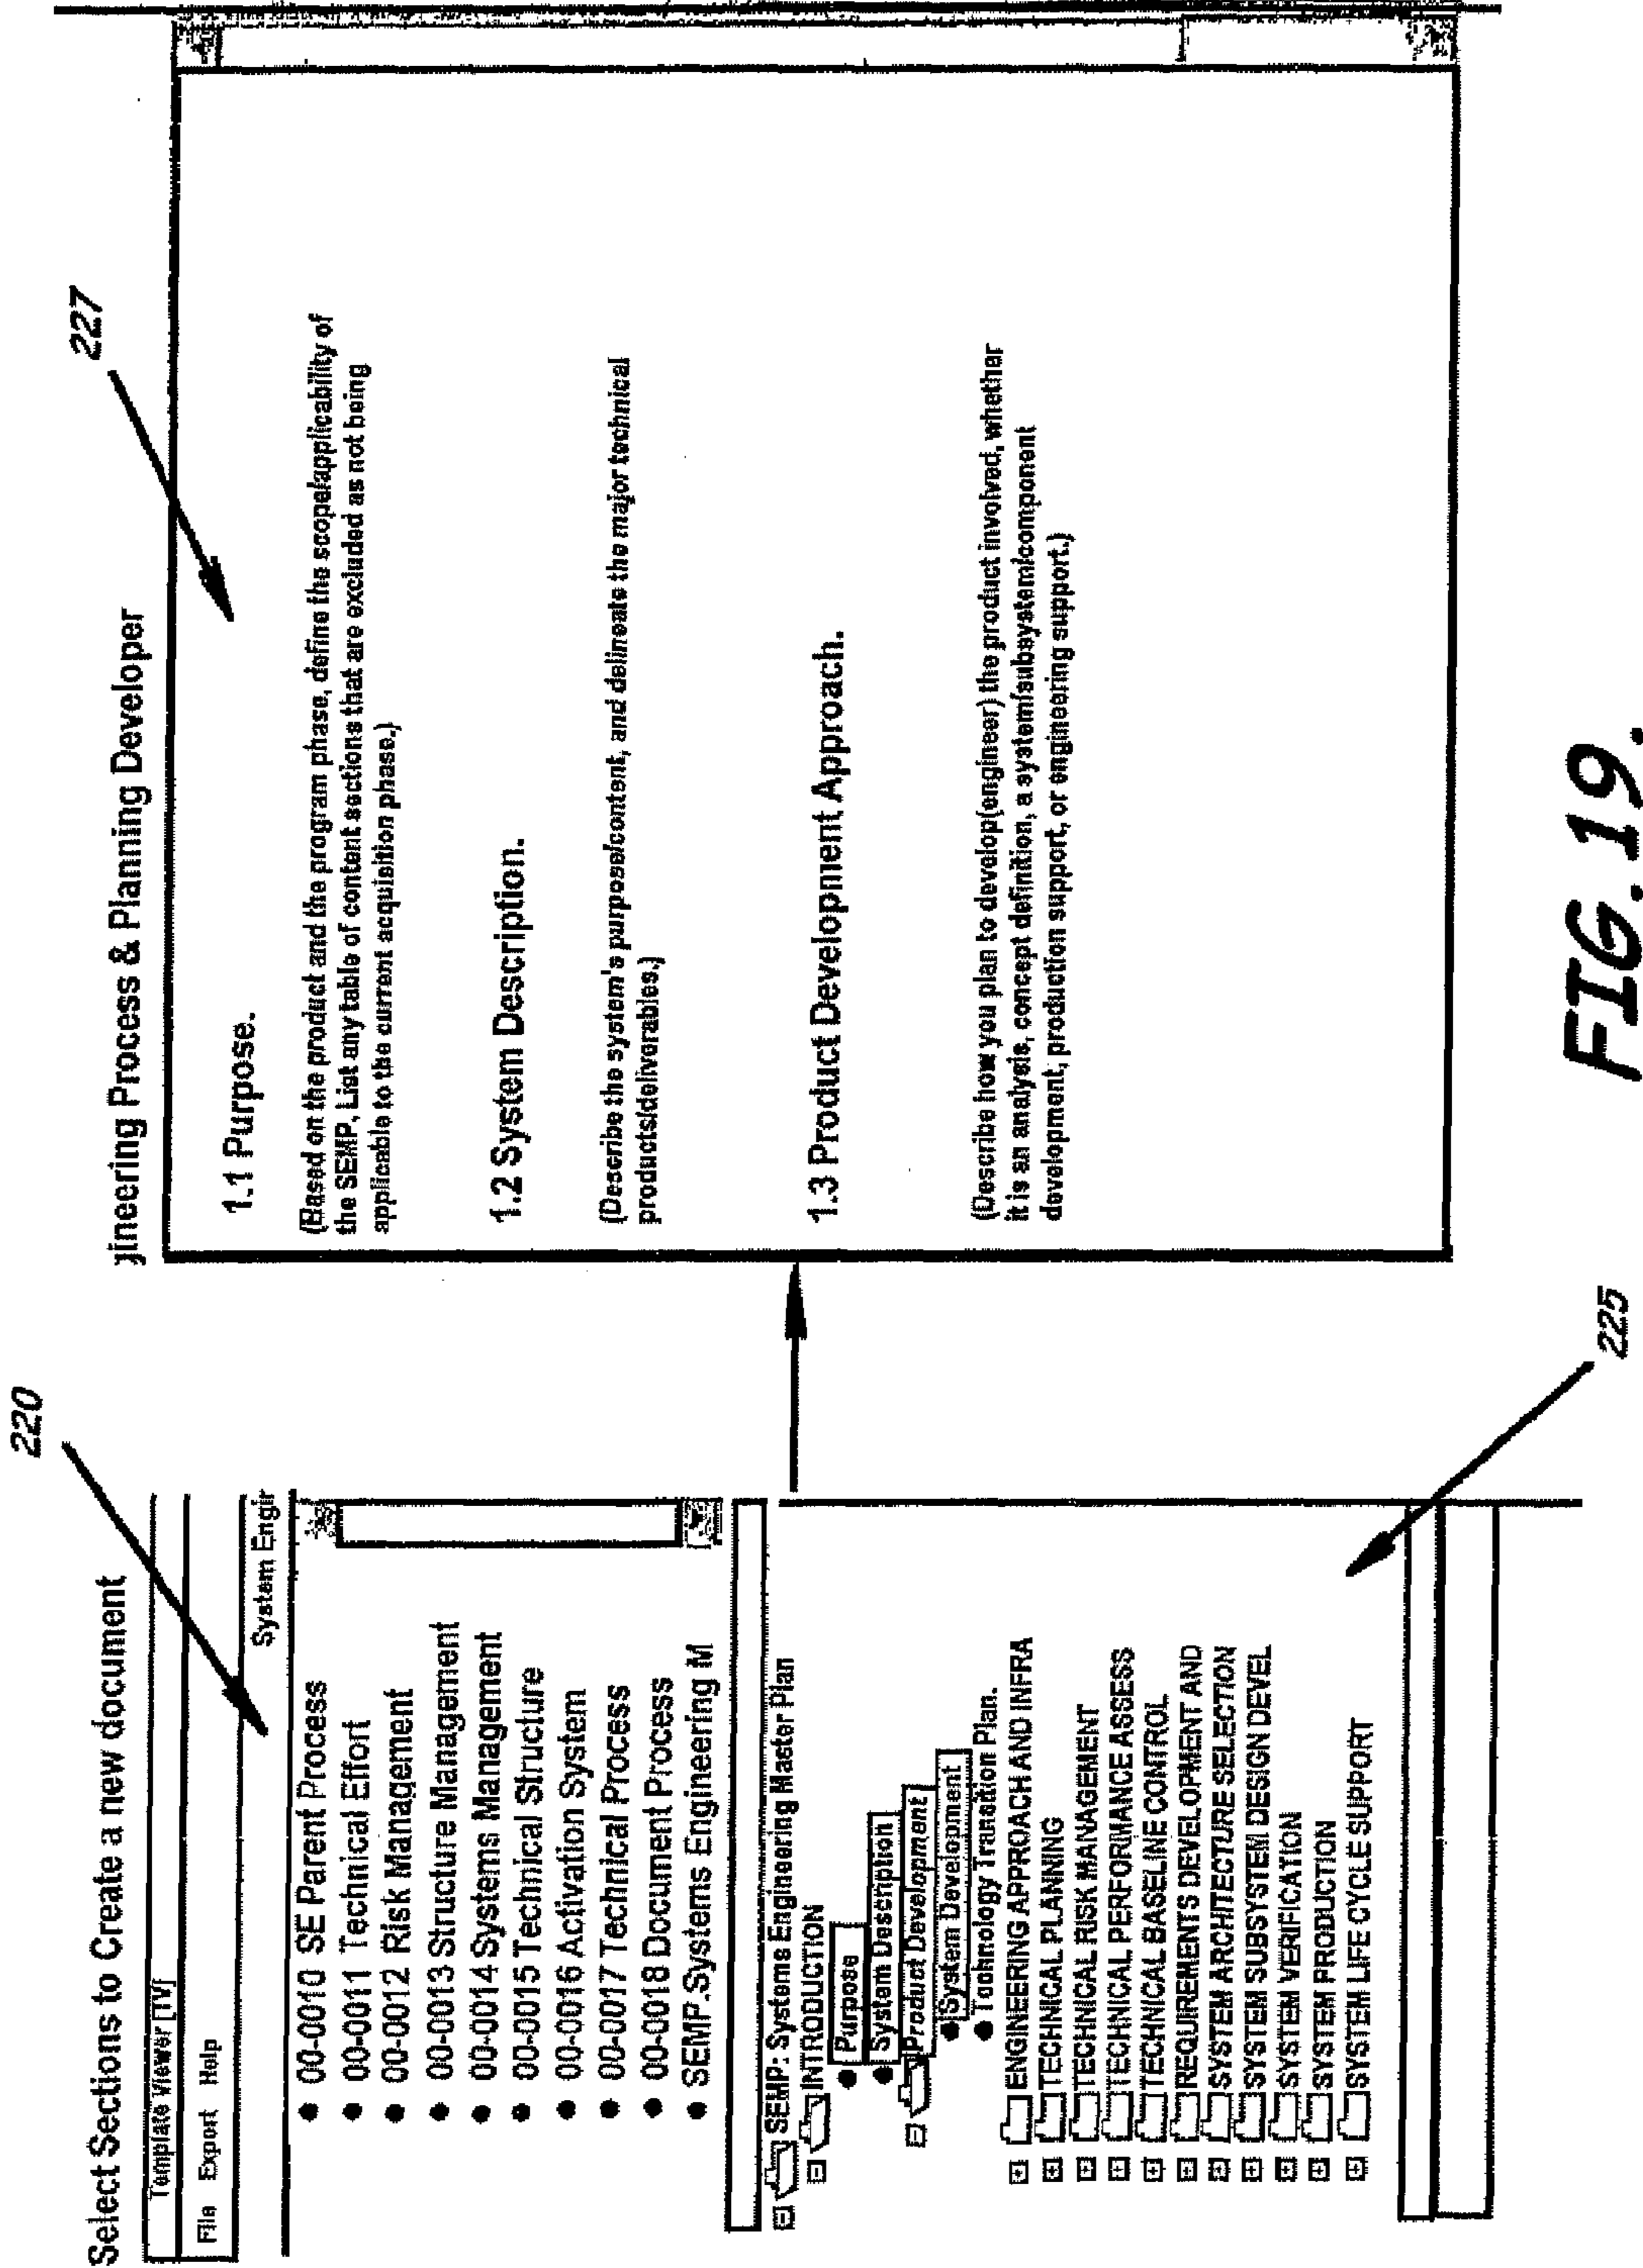 Select Sections to Create a new document
220
Template Viewer [TV]
File Export Help
System Engir
00-0010 SE Parent Process
00-0011 Technical Effort
00-0012 Risk Management
00-0013 Structure Management
00-0014 Systems Management
00-0015 Technical Structure
00-0016 Activation System
00-0017 Technical Process
00-0018 Document Process
SEMP.Systems Engineering M
SEMP: Systems Engineering Master Plan
INTRODUCTION
Purpose
System Description
Product Development
System Development
Technology Transition Plan.
ENGINEERING APPROACH AND INFRA
TECHNICAL PLANNING
TECHNICAL RISK MANAGEMENT
TECHNICAL PERFORMANCE ASSESS
TECHNICAL BASELINE CONTROL
REQUIREMENTS DEVELOPMENT AND
SYSTEM ARCHITECTURE SELECTION
SYSTEM SUBSYSTEM DESIGN DEVEL
SYSTEM VERIFICATION
SYSTEM PRODUCTION
SYSTEM LIFE CYCLE SUPPORT
225
gineering Process & Planning Developer
227
1.1 Purpose.
(Based on the product and the program phase, define the scope/applicability of
the SEMP, List any table of content sections that are excluded as not being
applicable to the current acquisition phase.)
1.2 System Description.
(Describe the system's purpose/content, and delineate the major technical
products/deliverables.)
1.3 Product Development Approach.
(Describe how you plan to develop(engineer) the product involved, whether
it is an analysis, concept definition, a system/subsystem/component
development, production support, or engineering support.)
FIG. 19.